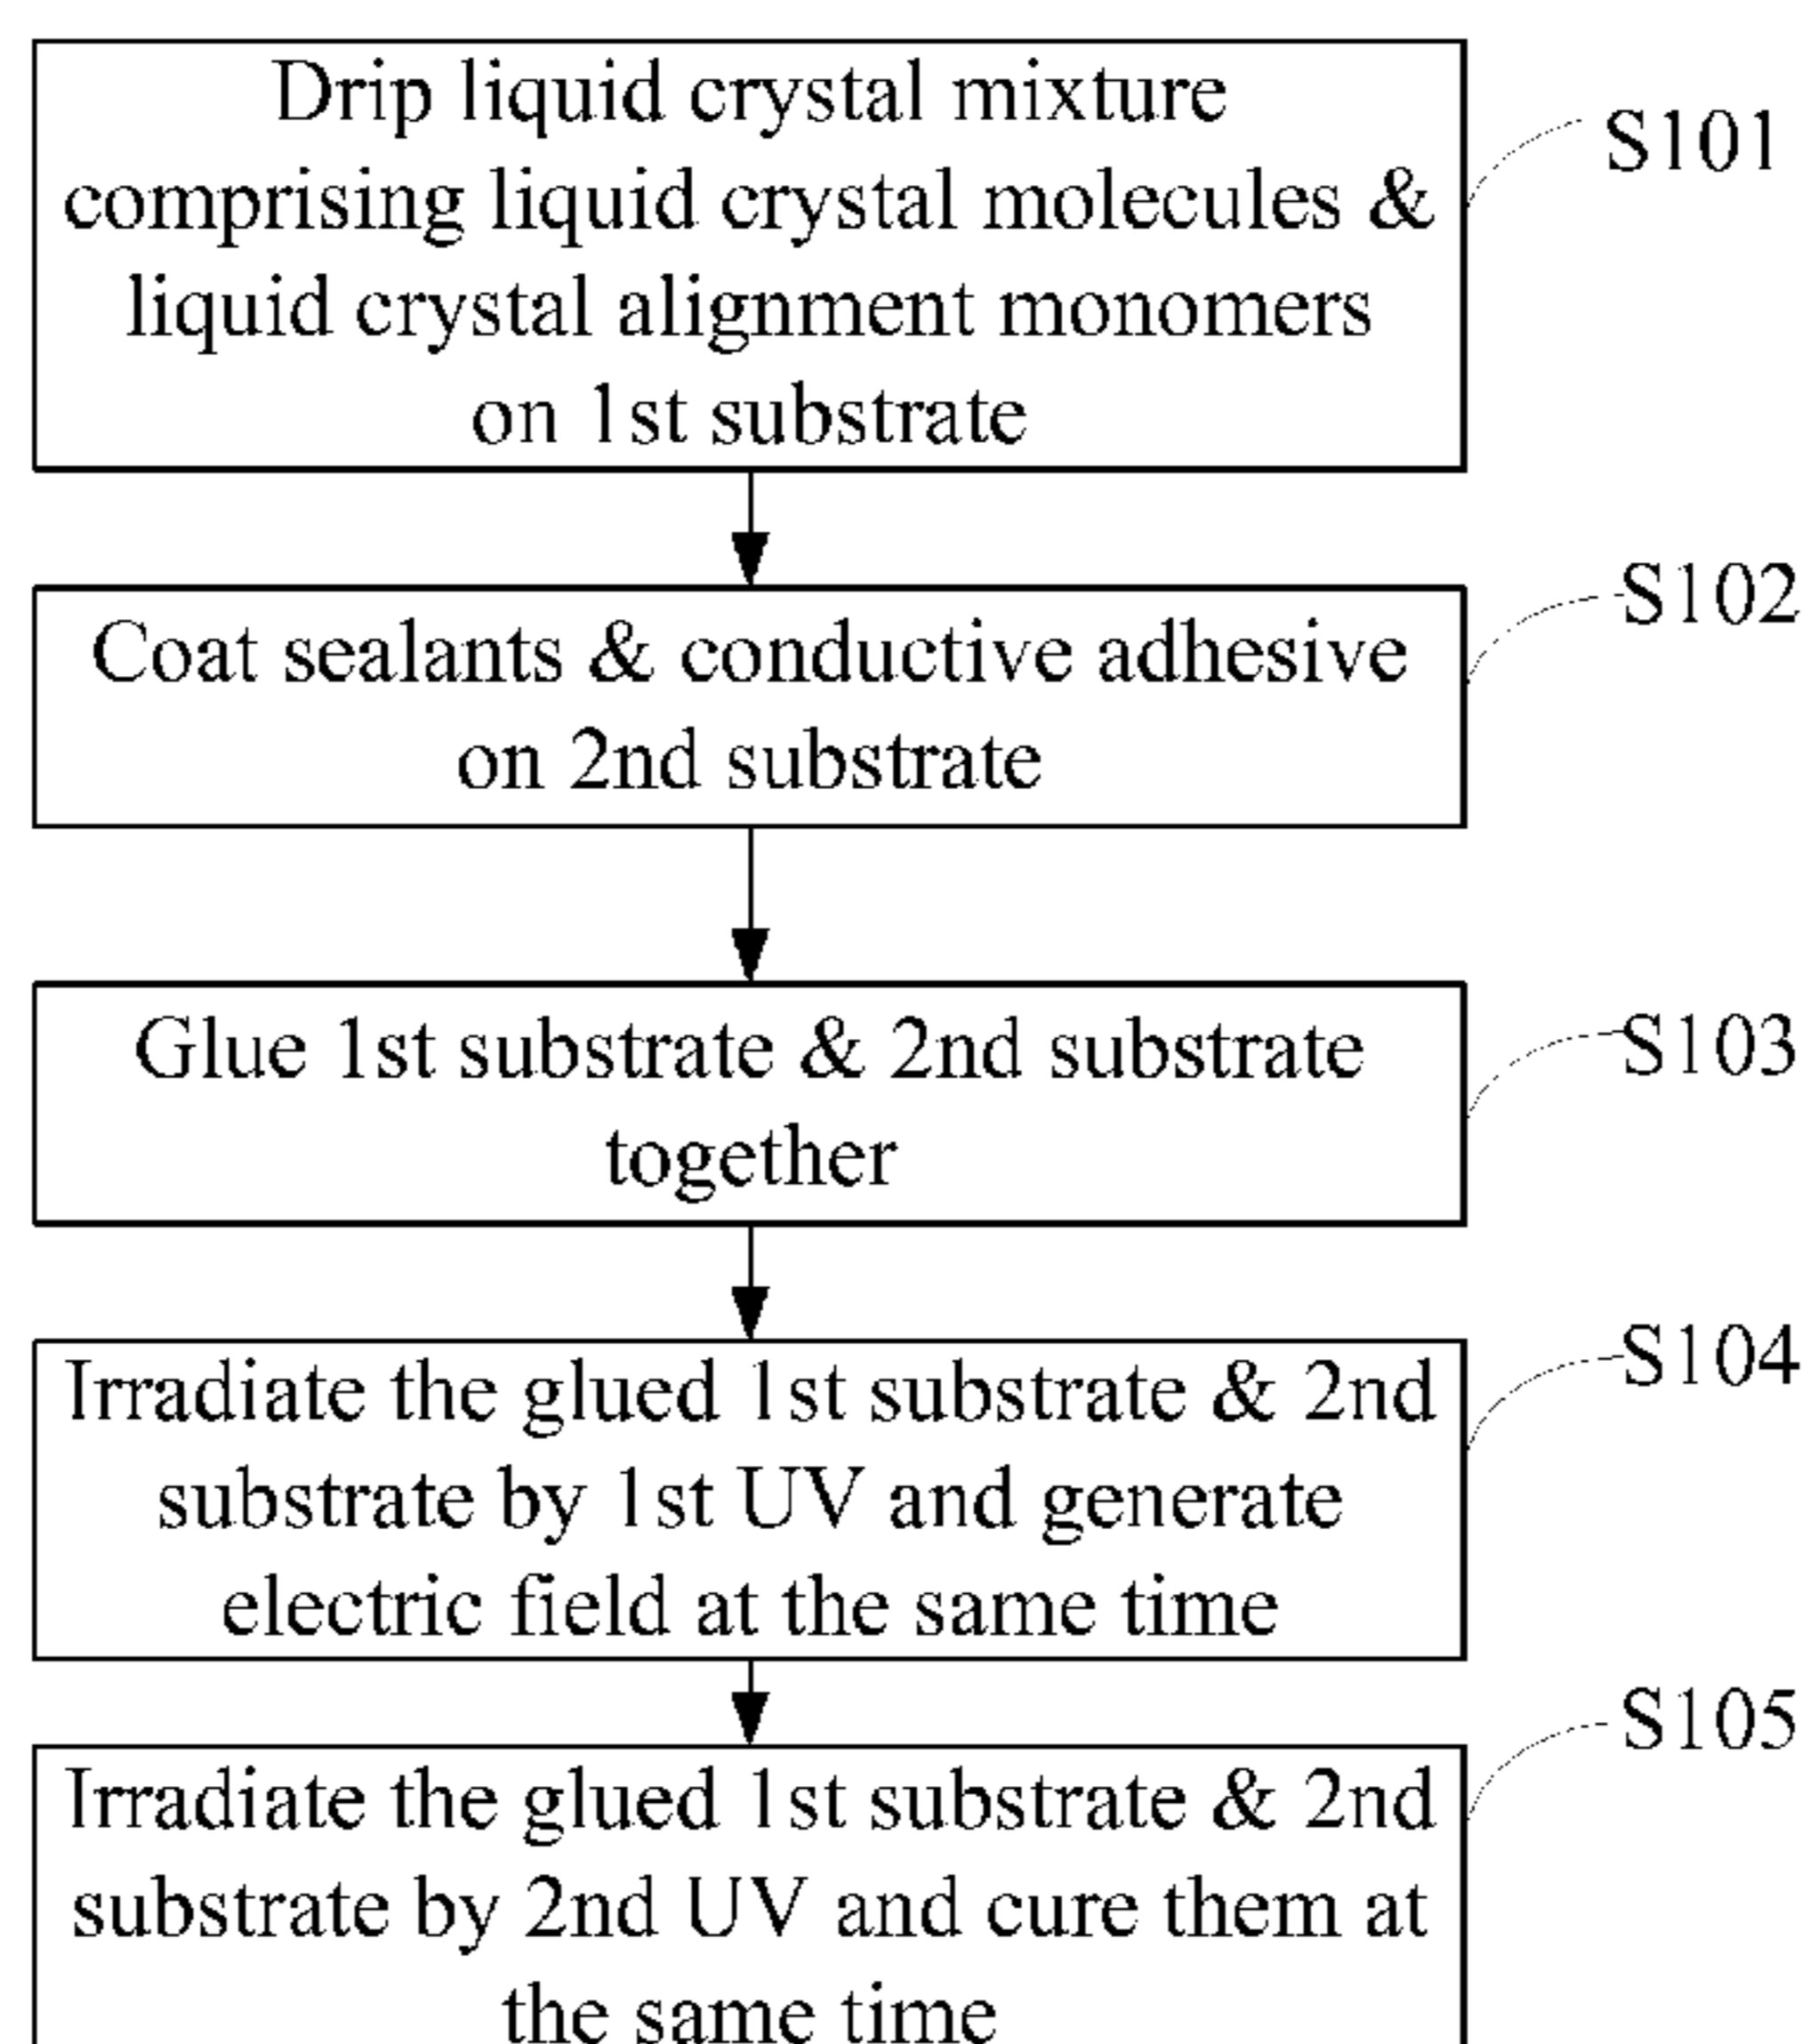 Drip liquid crystal mixture
comprising liquid crystal molecules &
liquid crystal alignment monomers
on 1st substrate
S101
Coat sealants & conductive adhesive
on 2nd substrate
S102
Glue 1st substrate & 2nd substrate
together
S103
Irradiate the glued 1st substrate & 2nd
substrate by 1st UV and generate
electric field at the same time
S104
Irradiate the glued 1st substrate & 2nd
substrate by 2nd UV and cure them at
the same time
S105